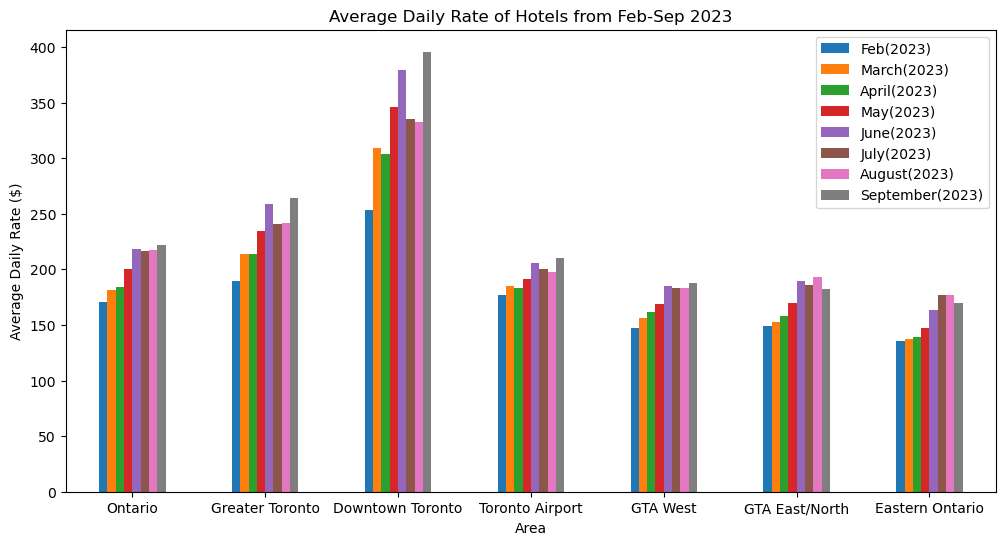 Average Daily Rate of Hotels from Feb-Sep 2023
Average Daily Rate ($)
400
350
300
250
200
150
100
50
0
Feb(2023)
March(2023)
April(2023)
May(2023)
June(2023)
July(2023)
August(2023)
September(2023)
Ontario Greater Toronto Downtown Toronto Toronto Airport GTA West GTA East/North Eastern Ontario
Area